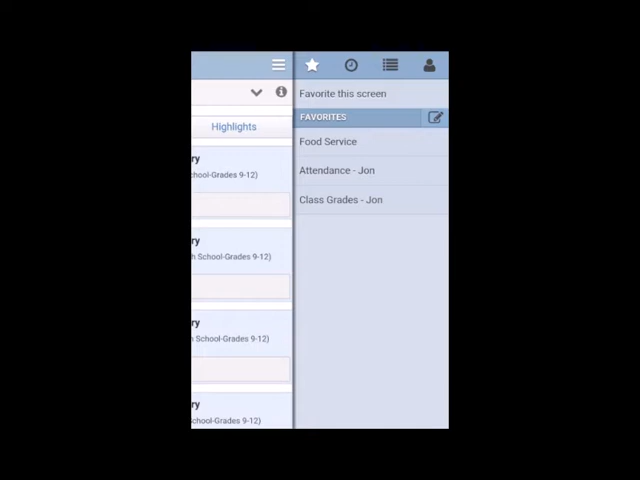 Favorite this screen
FAVORITES
Food Service
Attendance - Jon
Class Grades - Jon
Highlights
ry
chool-Grades 9-12)
ry
h School-Grades 9-12)
ry
School-Grades 9-12)
ry
School-Grades 9-12)